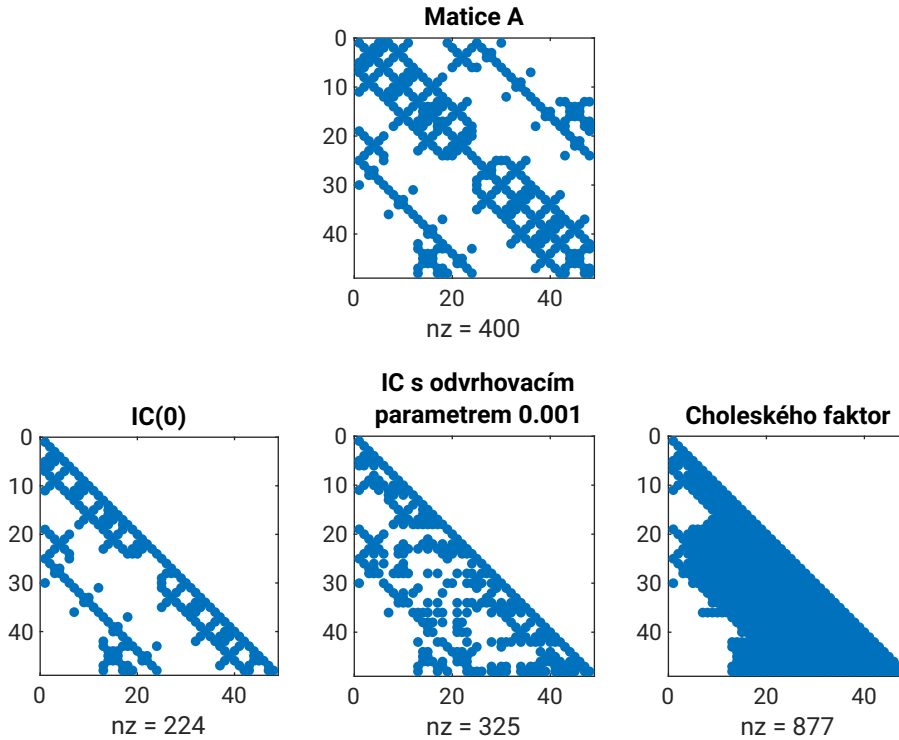 Matice A
0
10
20
30
40
0 20 40
nz = 400
IC(0)
0
10
20
30
40
0 20 40
nz = 224
IC s odvrhovacím
parametrem 0.001
0
10
20
30
40
0 20 40
nz = 325
Choleského faktor
0
10
20
30
40
0 20 40
nz = 877